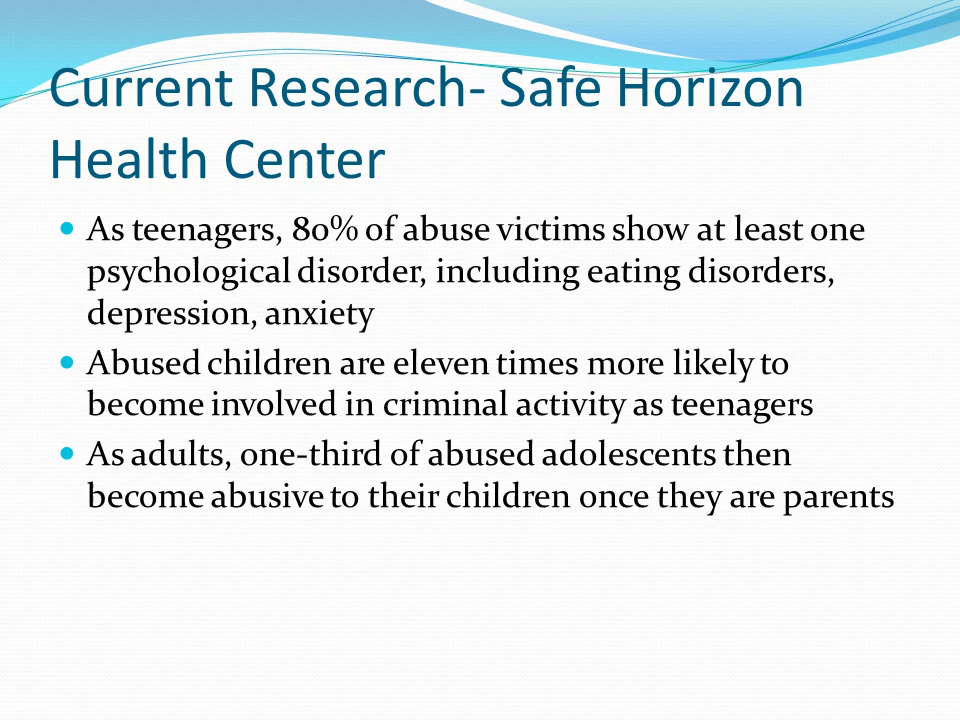 Current Research- Safe Horizon
Health Center
• As teenagers, 80% of abuse victims show at least one
psychological disorder, including eating disorders,
depression, anxiety
• Abused children are eleven times more likely to
become involved in criminal activity as teenagers
• As adults, one-third of abused adolescents then
become abusive to their children once they are parents